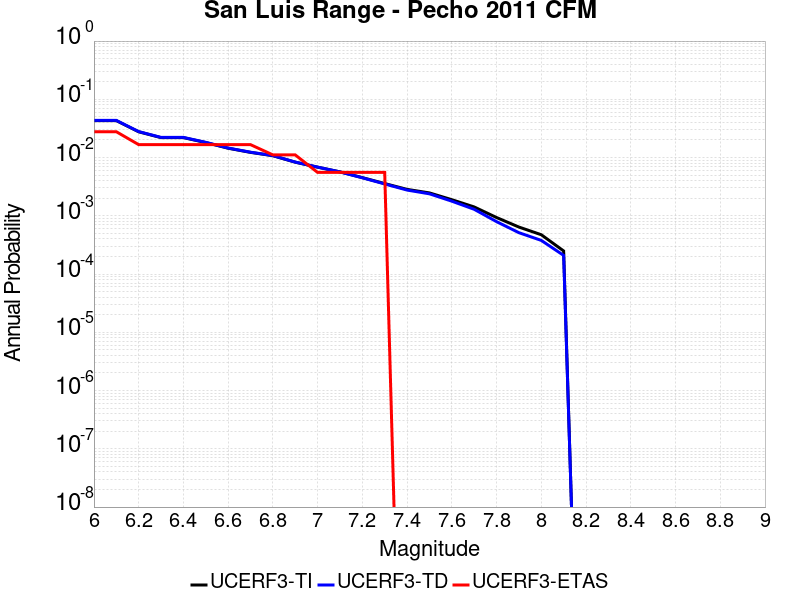 San Luis Range - Pecho 2011 CFM
10^0
10^-1
10^-2
10^-3
10^-4
10^-5
10^-6
10^-7
10^-8
Annual Probability
6 6.2 6.4 6.6 6.8 7 7.2 7.4 7.6 7.8 8 8.2 8.4 8.6 8.8 9
Magnitude
UCERF3-TI UCERF3-TD UCERF3-ETAS